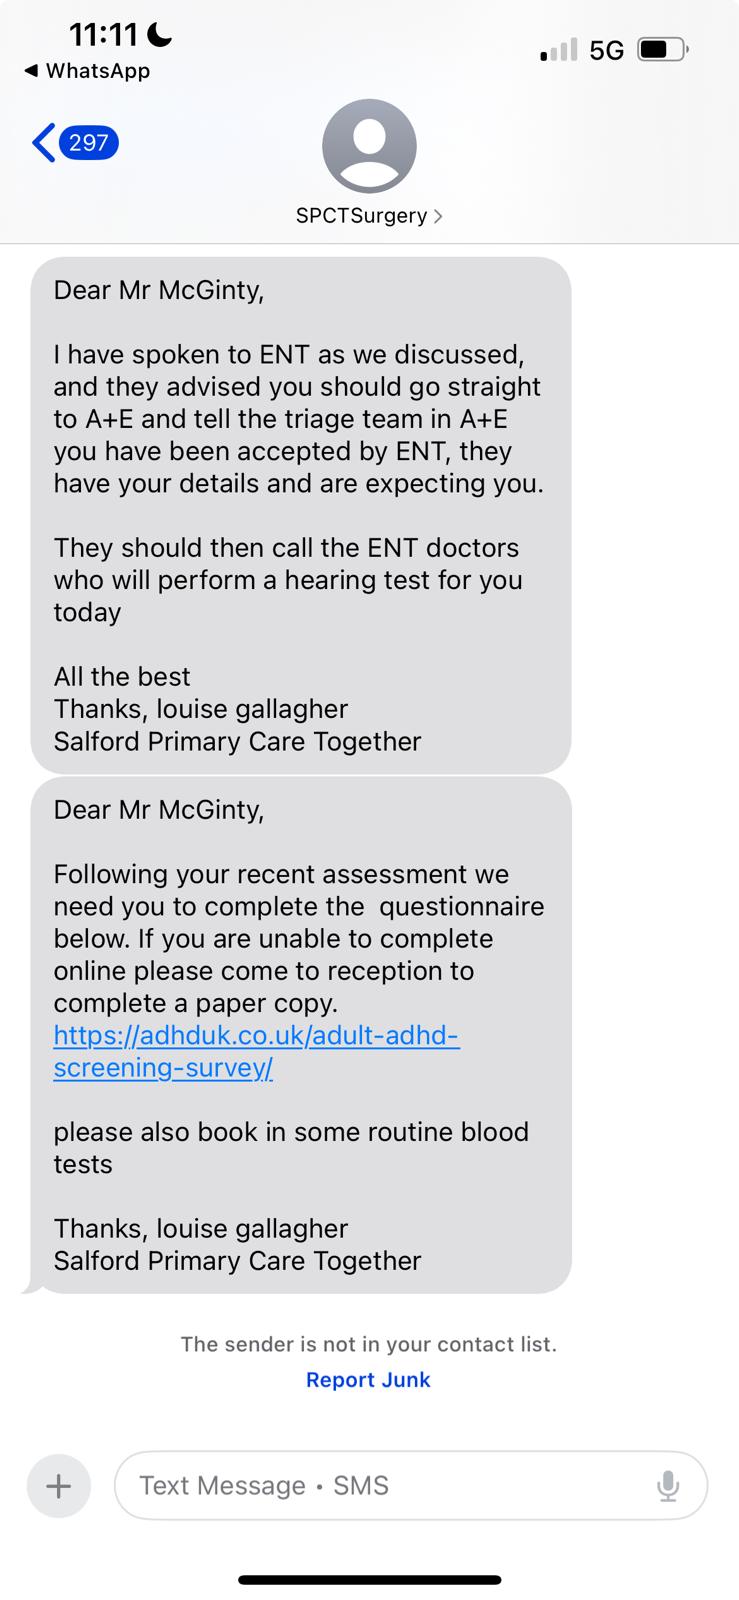 11:11
5G
WhatsApp
297
SPCTSurgery
Dear Mr McGinty,
I have spoken to ENT as we discussed,
and they advised you should go straight
to A+E and tell the triage team in A+E
you have been accepted by ENT, they
have your details and are expecting you.
They should then call the ENT doctors
who will perform a hearing test for you
today
All the best
Thanks, louise gallagher
Salford Primary Care Together
Dear Mr McGinty,
Following your recent assessment we
need you to complete the  questionnaire
below. If you are unable to complete
online please come to reception to
complete a paper copy.
https://adhduk.co.uk/adult-adhd-
screening-survey/
please also book in some routine blood
tests
Thanks, louise gallagher
Salford Primary Care Together
The sender is not in your contact list.
Report Junk
Text Message • SMS